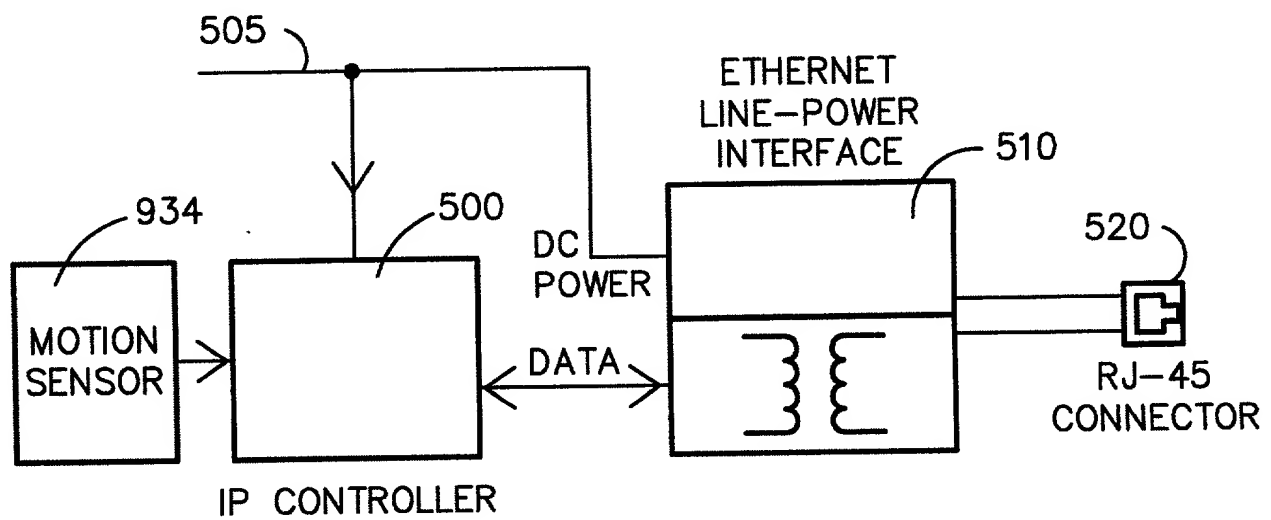 505
ETHERNET
LINE-POWER
INTERFACE
510
934
500
520
DC
POWER
MOTION
SENSOR
DATA
RJ-45
CONNECTOR
IP CONTROLLER